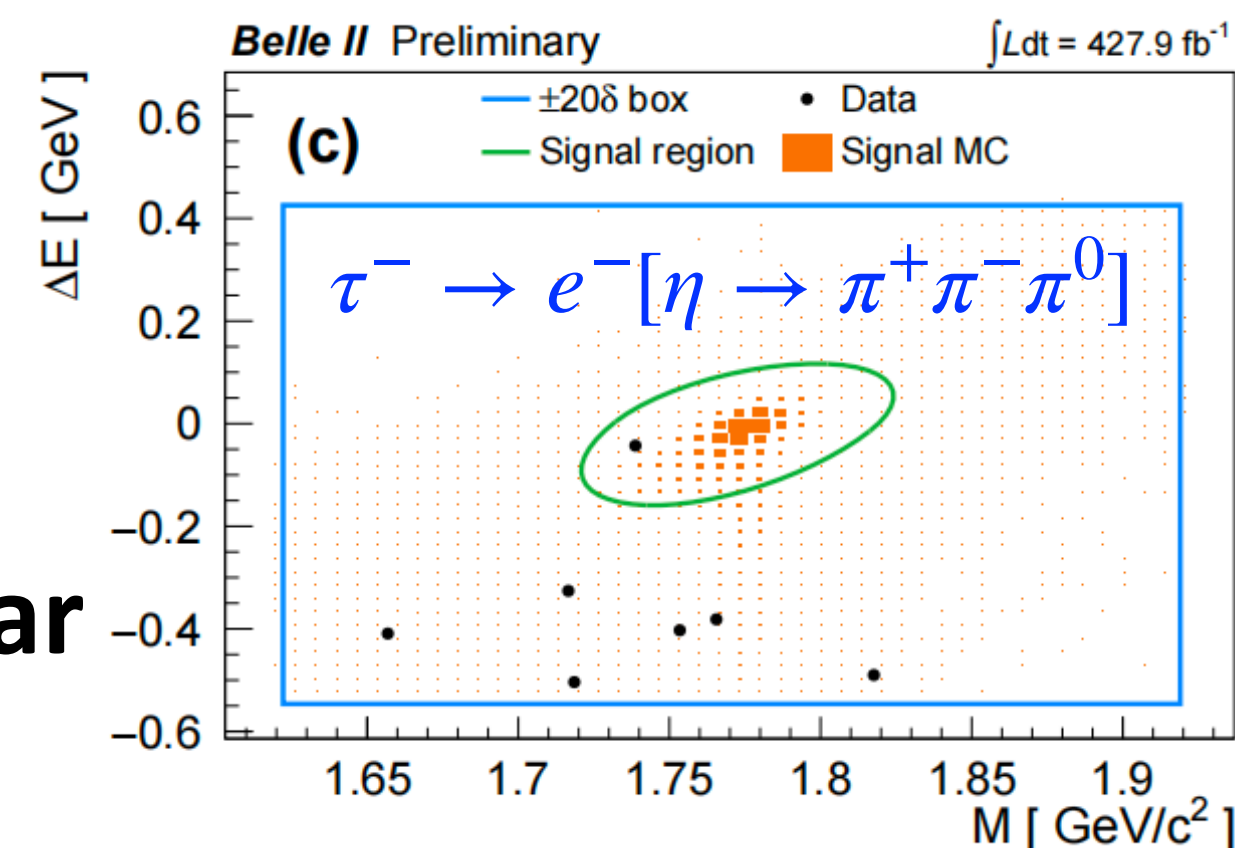 Belle II Preliminary
∫Ldt = 427.9 fb⁻¹
±20δ box
Data
(c)
Signal region
Signal MC
τ⁻ → e⁻[η → π⁺π⁻π⁰]
ΔE [ GeV ]
0.6
0.4
0.2
0
−0.2
−0.4
−0.6
ar
1.65 1.7 1.75 1.8 1.85 1.9
M [ GeV/c² ]